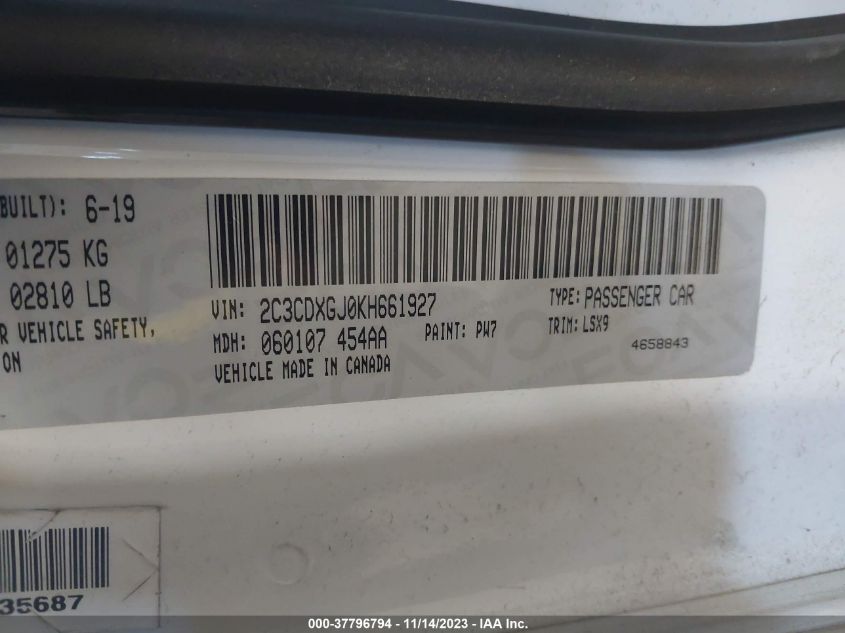 BUILT): 6-19
01275 KG
02810 LB
R VEHICLE SAFETY,
ON
VIN: 2C3CDXGJ0KH661927
TYPE: PASSENGER CAR
MDH: 060107 454AA
PAINT: PW7
TRIM: LSX9
VEHICLE MADE IN CANADA
4658843
35687
000-37796794 - 11/14/2023 - IAA Inc.